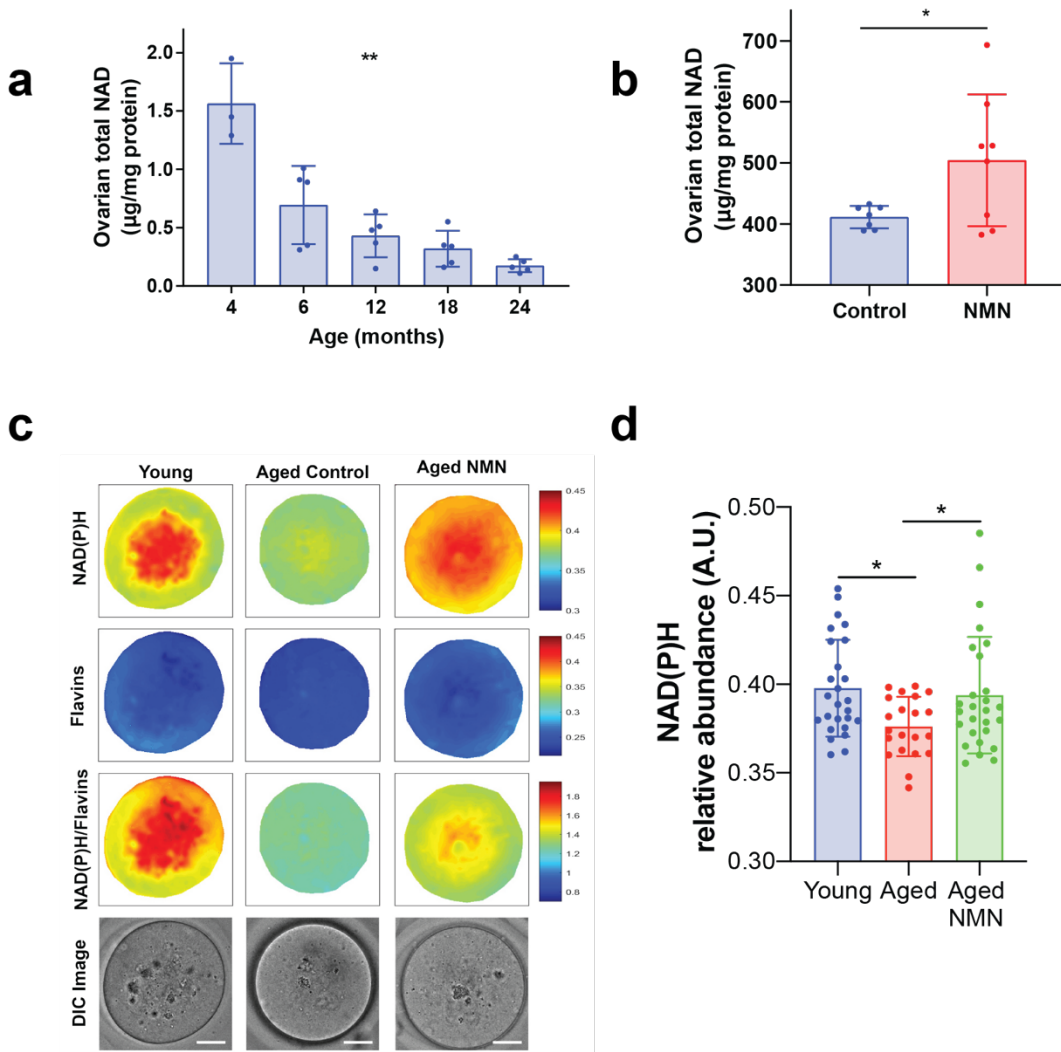 a
Ovarian total NAD
(µg/mg protein)
2.0
1.5
1.0
0.5
0.0
**
4 6 12 18 24
Age (months)
b
Ovarian total NAD
(µg/mg protein)
700
600
500
400
300
*
Control NMN
c
Young Aged Control Aged NMN
NAD(P)H
0.45
0.4
0.35
0.3
Flavins
0.45
0.4
0.35
0.3
0.25
NAD(P)H/Flavins
1.8
1.6
1.4
1.2
1
0.8
DIC Image
d
NAD(P)H
relative abundance (A.U.)
0.50
0.45
0.40
0.35
0.30
*
*
Young Aged Aged
NMN